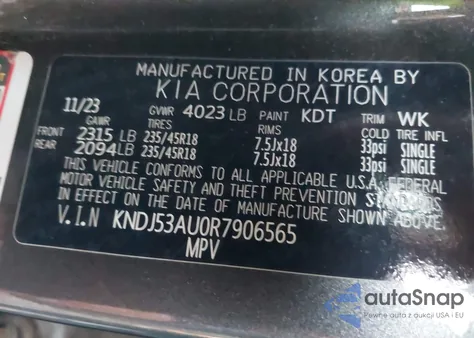 MANUFACTURED IN KOREA BY
KIA CORPORATION
11/23 GVWR 4023 LB PAINT KDT TRIM WK
GAWR TIRES RIMS COLD TIRE INFL
FRONT 2315 LB 235/45R18 7.5Jx18 33psi SINGLE
REAR 2094 LB 235/45R18 7.5Jx18 33psi SINGLE
THIS VEHICLE CONFORMS TO ALL APPLICABLE U.S.A. FEDERAL
MOTOR VEHICLE SAFETY AND THEFT PREVENTION STANDARDS
IN EFFECT ON THE DATE OF MANUFACTURE SHOWN ABOVE.
V.I.N KNDJ53AU0R7906565
MPV
autoSnap
Pewne auta z aukcji USA i EU